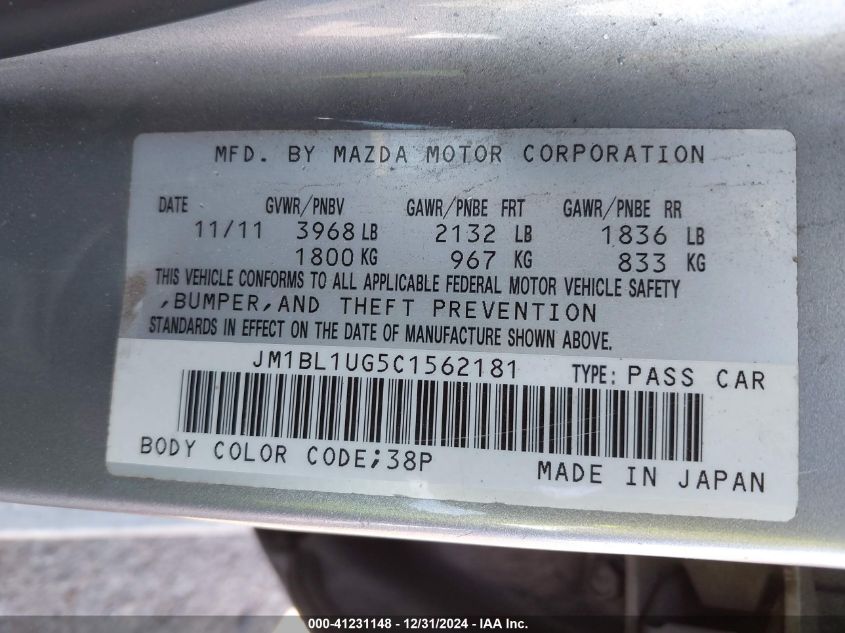 MFD. BY MAZDA MOTOR CORPORATION
DATE GVWR/PNBV GAWR/PNBE FRT GAWR/PNBE RR
11/11 3968 LB 2132 LB 1836 LB
1800 KG 967 KG 833 KG
THIS VEHICLE CONFORMS TO ALL APPLICABLE FEDERAL MOTOR VEHICLE SAFETY
,BUMPER,AND THEFT PREVENTION
STANDARDS IN EFFECT ON THE DATE OF MANUFACTURE SHOWN ABOVE.
JM1BL1UG5C1562181 TYPE: PASS CAR
BODY COLOR CODE;38P
MADE IN JAPAN
000-41231148 - 12/31/2024 - IAA Inc.